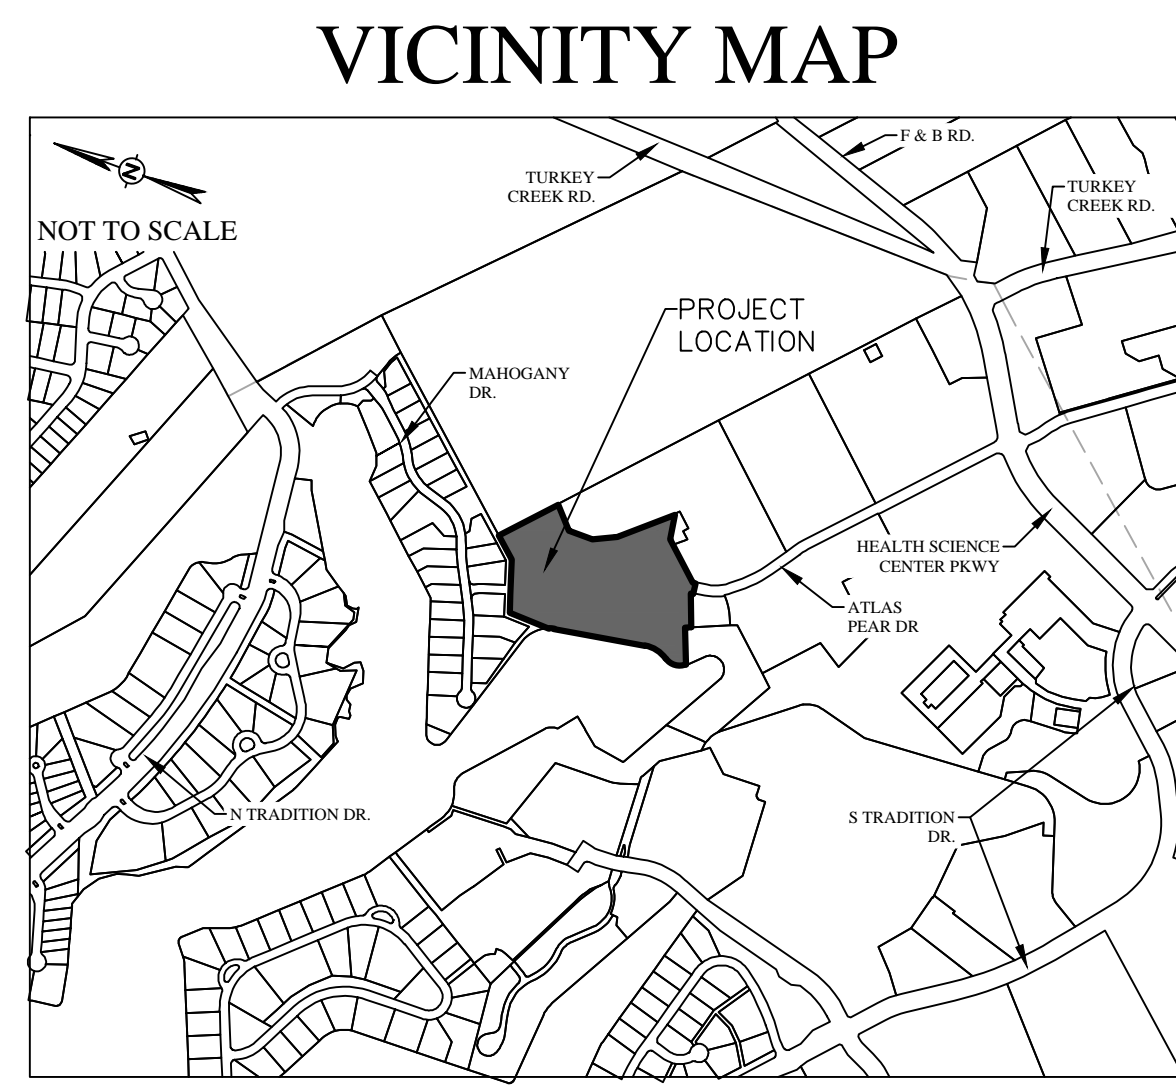 VICINITY MAP
F & B RD.
TURKEY
CREEK RD.
TURKEY
CREEK RD.
N
NOT TO SCALE
PROJECT
LOCATION
MAHOGANY
DR.
HEALTH SCIENCE
CENTER PKWY
ATLAS
PEAR DR
N TRADITION DR.
S TRADITION
DR.